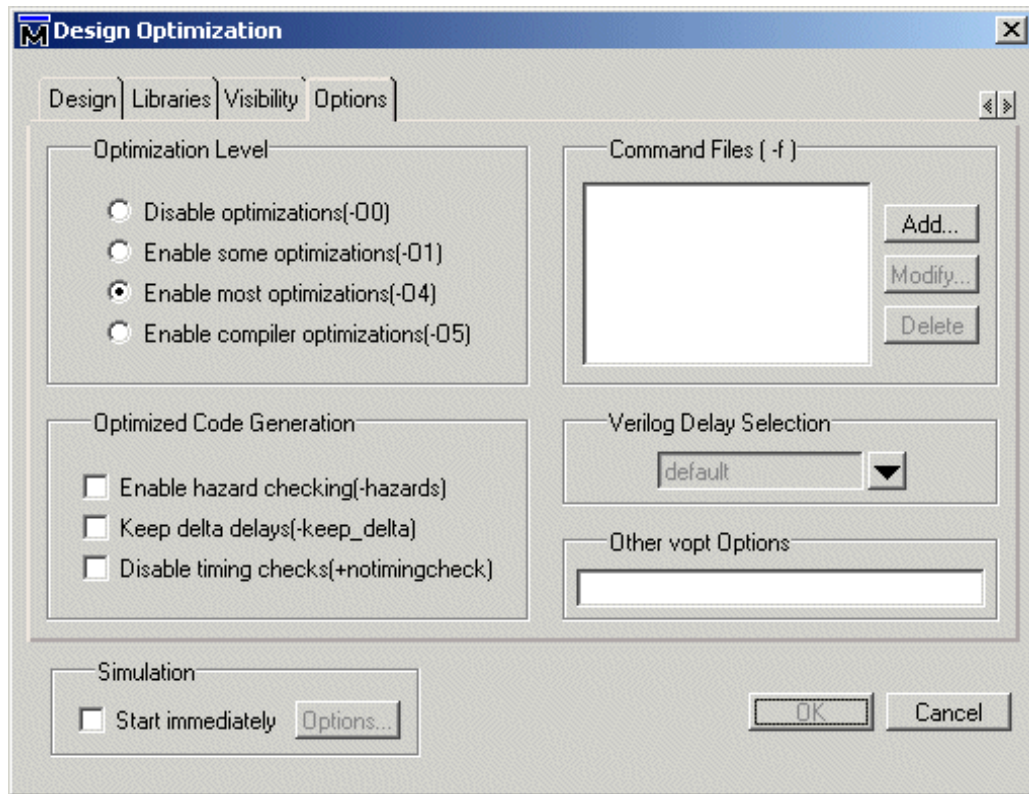 M Design Optimization
Design Libraries Visibility Options
Optimization Level
Disable optimizations(-O0)
Enable some optimizations(-O1)
Enable most optimizations(-O4)
Enable compiler optimizations(-O5)
Command Files ( -f )
Add...
Modify...
Delete
Optimized Code Generation
Enable hazard checking(-hazards)
Keep delta delays(-keep_delta)
Disable timing checks(+notimingcheck)
Verilog Delay Selection
default
Other vopt Options
Simulation
Start immediately Options...
OK Cancel